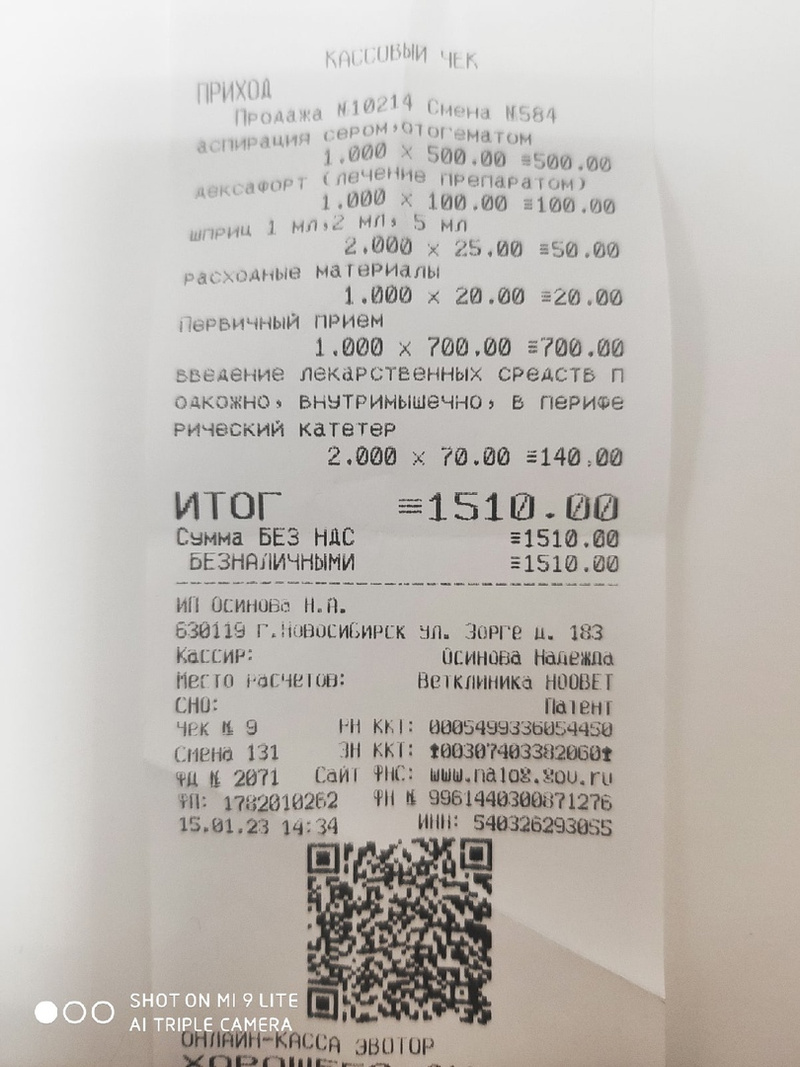 КАССОВЫЙ ЧЕК
ПРИХОД
Продажа №10214 Смена №584
аспирация сером,отогематом
1.000 × 500.00 ≡500.00
дексафорт (лечение препаратом)
1.000 × 100.00 ≡100.00
шприц 1 мл,2 мл, 5 мл
2.000 × 25.00 ≡50.00
расходные материалы
1.000 × 20.00 ≡20.00
Первичный прием
1.000 × 700.00 ≡700.00
введение лекарственных средств п
одкожно, внутримышечно, в перифе
рический катетер
2.000 × 70.00 ≡140.00
ИТОГ ≡1510.00
Сумма БЕЗ НДС ≡1510.00
БЕЗНАЛИЧНЫМИ ≡1510.00
ИП Осинова Н.А.
630119 г.Новосибирск ул. Зорге д. 183
Кассир: Осинова Надежда
Место расчетов: Ветклиника НООВЕТ
СНО: Патент
Чек № 9 РН ККТ: 0005499336054450
Смена 131 ЗН ККТ: 00307403382060
ФД № 2071 Сайт ФНС: www.nalog.gov.ru
ФП: 1782010262 ФН № 9961440300871276
15.01.23 14:34 ИНН: 540326293055
SHOT ON MI 9 LITE
AI TRIPLE CAMERA
ОНЛАЙН-КАССА ЭВОТОР
ХОРОШЕГО